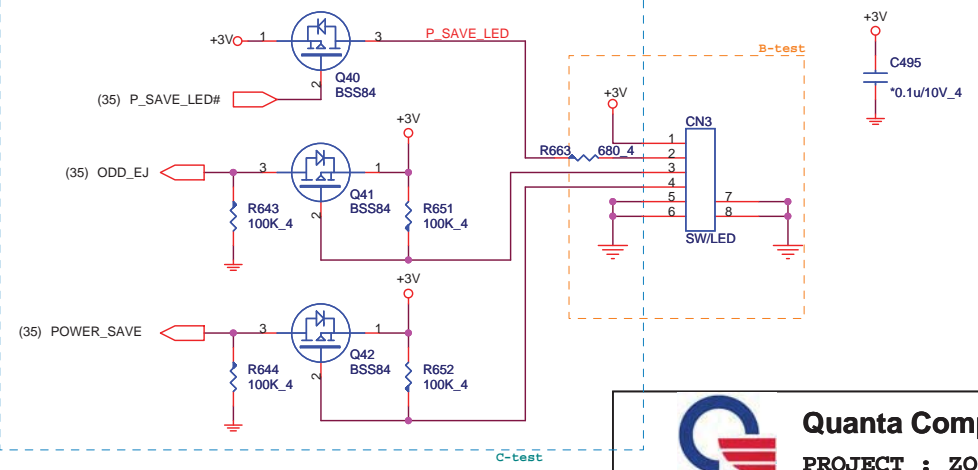 +3V
1
3
P_SAVE_LED
2
Q40
BSS84
(35) P_SAVE_LED#
+3V
C495
*0.1u/10V_4
B-test
+3V
CN3
R663
680_4
1
2
3
4
5
6
7
8
SW/LED
+3V
(35) ODD_EJ
3
1
2
Q41
BSS84
R643
100K_4
R651
100K_4
+3V
(35) POWER_SAVE
3
1
2
Q42
BSS84
R644
100K_4
R652
100K_4
C-test
Quanta Comp
PROJECT : ZO